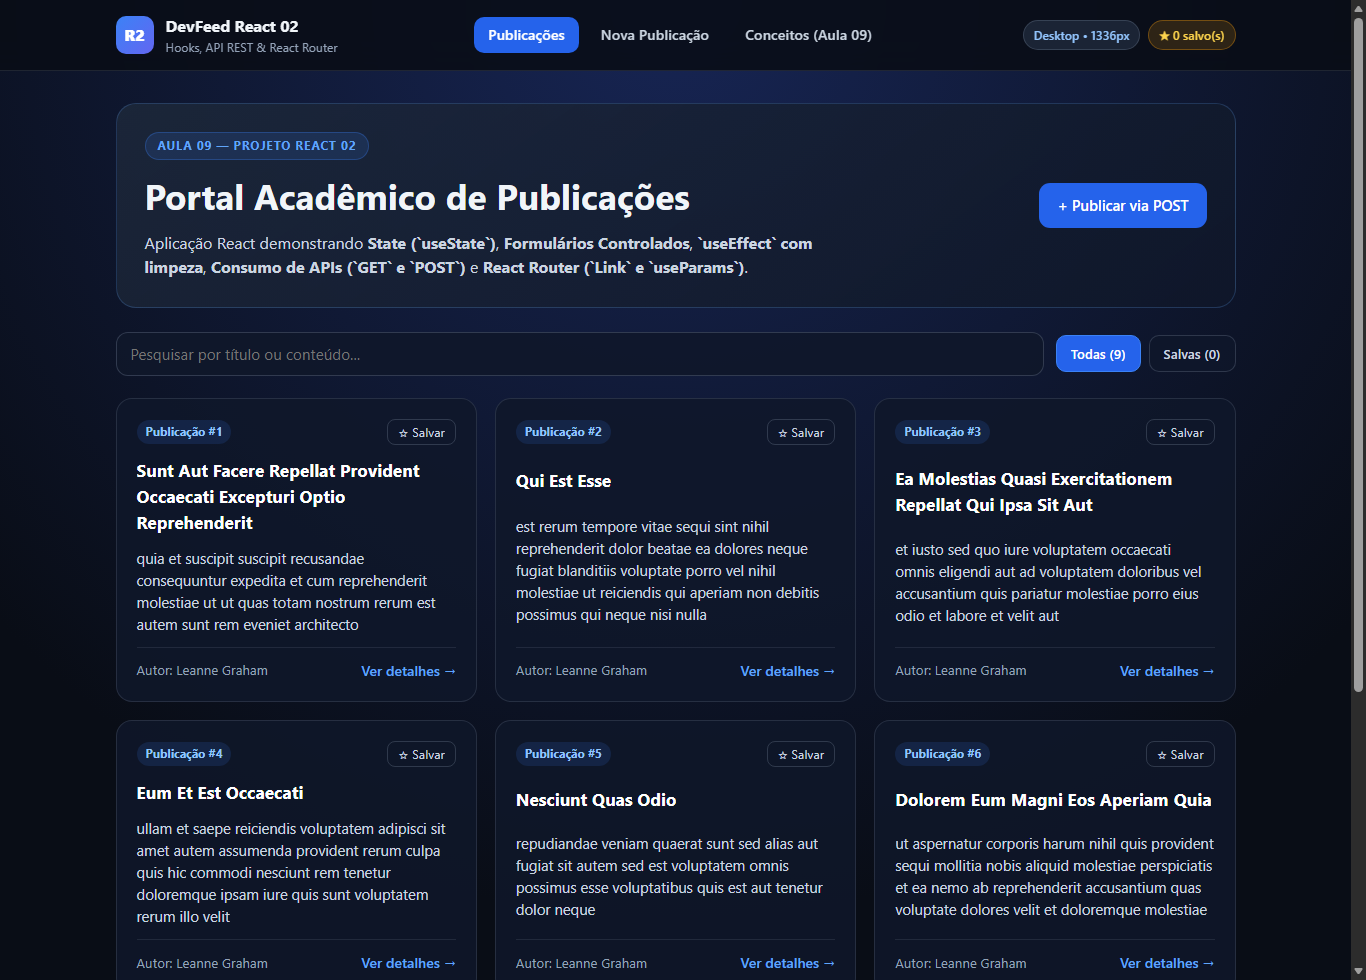 R2
DevFeed React 02
Hooks, API REST & React Router
Publicações
Nova Publicação
Conceitos (Aula 09)
Desktop • 1336px
★ 0 salvo(s)
AULA 09 — PROJETO REACT 02
Portal Acadêmico de Publicações
Aplicação React demonstrando State (`useState`), Formulários Controlados, `useEffect` com
limpeza, Consumo de APIs (`GET` e `POST`) e React Router (`Link` e `useParams`).
+ Publicar via POST
Pesquisar por título ou conteúdo...
Todas (9)
Salvas (0)
Publicação #1
☆ Salvar
Sunt Aut Facere Repellat Provident
Occaecati Excepturi Optio
Reprehenderit
quia et suscipit suscipit recusandae
consequuntur expedita et cum reprehenderit
molestiae ut ut quas totam nostrum rerum est
autem sunt rem eveniet architecto
Autor: Leanne Graham
Ver detalhes →
Publicação #2
☆ Salvar
Qui Est Esse
est rerum tempore vitae sequi sint nihil
reprehenderit dolor beatae ea dolores neque
fugiat blanditiis voluptate porro vel nihil
molestiae ut reiciendis qui aperiam non debitis
possimus qui neque nisi nulla
Autor: Leanne Graham
Ver detalhes →
Publicação #3
☆ Salvar
Ea Molestias Quasi Exercitationem
Repellat Qui Ipsa Sit Aut
et iusto sed quo iure voluptatem occaecati
omnis eligendi aut ad voluptatem doloribus vel
accusantium quis pariatur molestiae porro eius
odio et labore et velit aut
Autor: Leanne Graham
Ver detalhes →
Publicação #4
☆ Salvar
Eum Et Est Occaecati
ullam et saepe reiciendis voluptatem adipisci sit
amet autem assumenda provident rerum culpa
quis hic commodi nesciunt rem tenetur
doloremque ipsam iure quis sunt voluptatem
rerum illo velit
Autor: Leanne Graham
Ver detalhes →
Publicação #5
☆ Salvar
Nesciunt Quas Odio
repudiandae veniam quaerat sunt sed alias aut
fugiat sit autem sed est voluptatem omnis
possimus esse voluptatibus quis est aut tenetur
dolor neque
Autor: Leanne Graham
Ver detalhes →
Publicação #6
☆ Salvar
Dolorem Eum Magni Eos Aperiam Quia
ut aspernatur corporis harum nihil quis provident
sequi mollitia nobis aliquid molestiae perspiciatis
et ea nemo ab reprehenderit accusantium quas
voluptate dolores velit et doloremque molestiae
Autor: Leanne Graham
Ver detalhes →